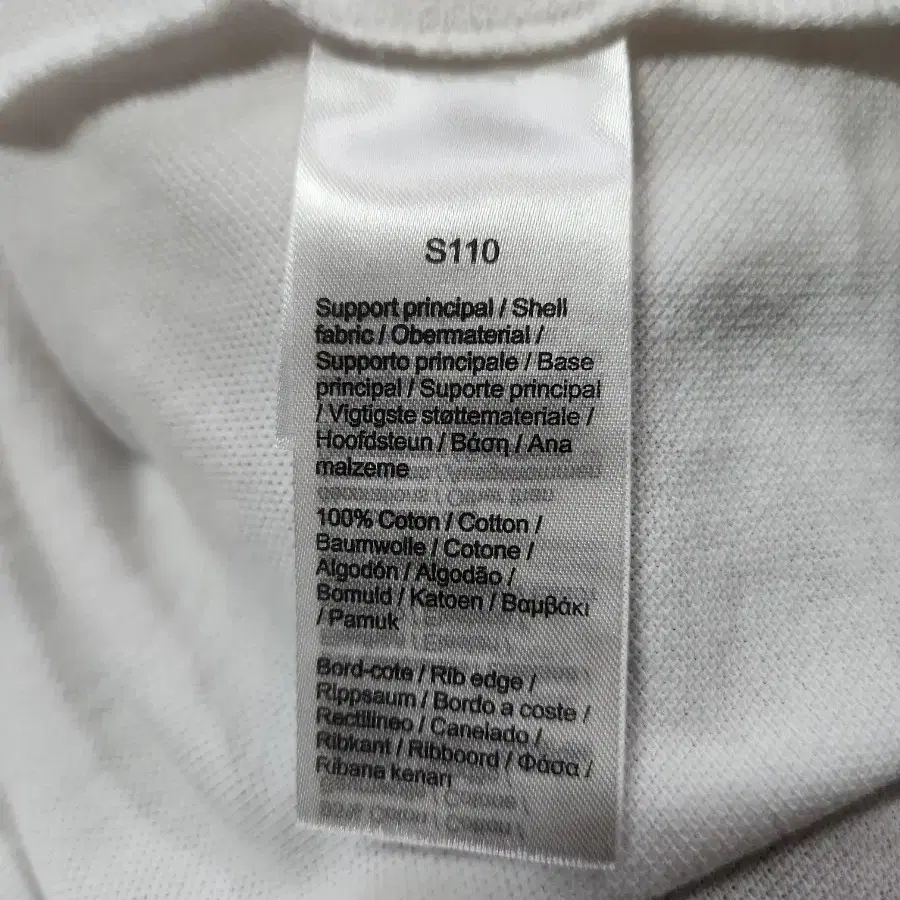 S110
Support principal / Shell
fabric / Obermaterial /
Supporto principale / Base
principal / Suporte principal
/ Vigtigste støttemateriale /
Hoofdsteun / Βάση / Ana
malzeme
100% Coton / Cotton /
Baumwolle / Cotone /
Algodón / Algodão /
Bomuld / Katoen / Βαμβάκι
/ Pamuk
Bord-cote / Rib edge /
Rippsaum / Bordo a coste /
Rectilineo / Canelado /
Ribkant / Ribboord / Φάσα /
Ribana kenarı